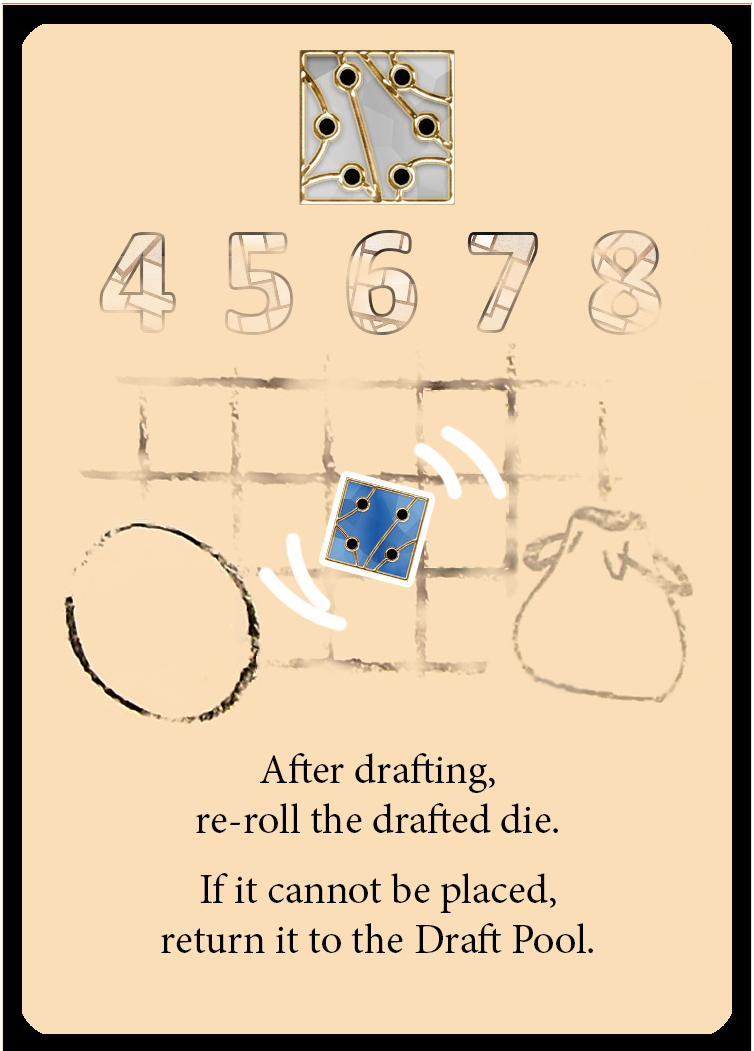 4 5 6 7 8
After drafting,
re-roll the drafted die.
If it cannot be placed,
return it to the Draft Pool.